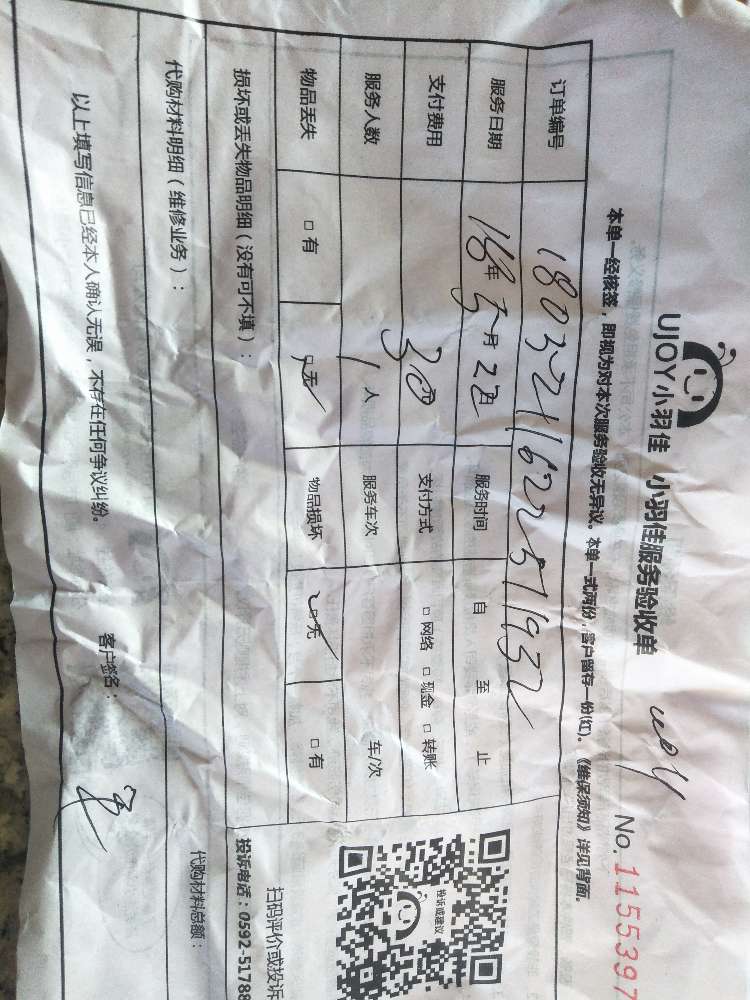 UJOY小羽佳 小羽佳服务验收单
No. 1155397
本单一经核签，即视为对本次服务验收无异议。本单一式两份，客户留存一份(红)。《维保须知》详见背面。
订单编号 180321622511932
服务日期 18年 月22日 服务时间 自 至 止
支付费用 30元 支付方式 □网络 □现金 □转账
服务人数 1人 服务车次 车/次
物品丢失 □有 □无 物品损坏 □无 □有
损坏或丢失物品明细（没有可不填）：
代购材料明细（维修业务）：
代购材料总额：
以上填写信息已经本人确认无误，不存在任何争议纠纷。
客户签名：
投诉或建议
扫码评价或投诉
投诉电话：0592-51788